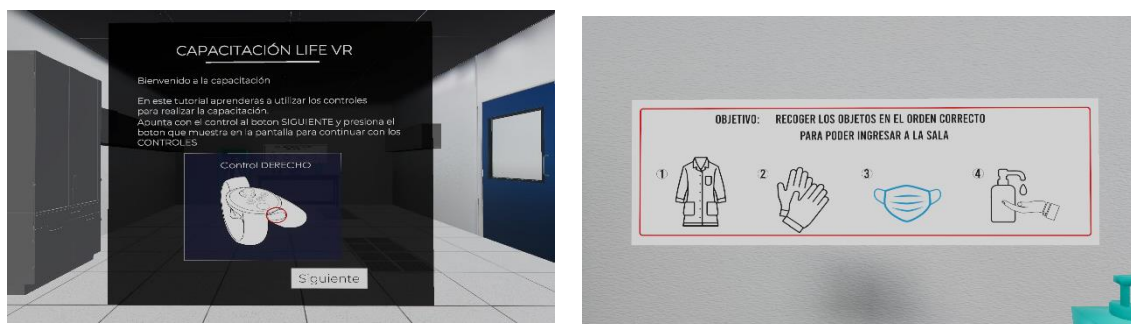 CAPACITACIÓN LIFE VR
Bienvenido a la capacitación
En este tutorial aprenderas a utilizar los controles
para realizar la capacitación.
Apunta con el control al boton SIGUIENTE y presiona el
boton que muestra en la pantalla para continuar con los
CONTROLES
Control DERECHO
Siguiente
OBJETIVO: RECOGER LOS OBJETOS EN EL ORDEN CORRECTO
PARA PODER INGRESAR A LA SALA
1 2 3 4